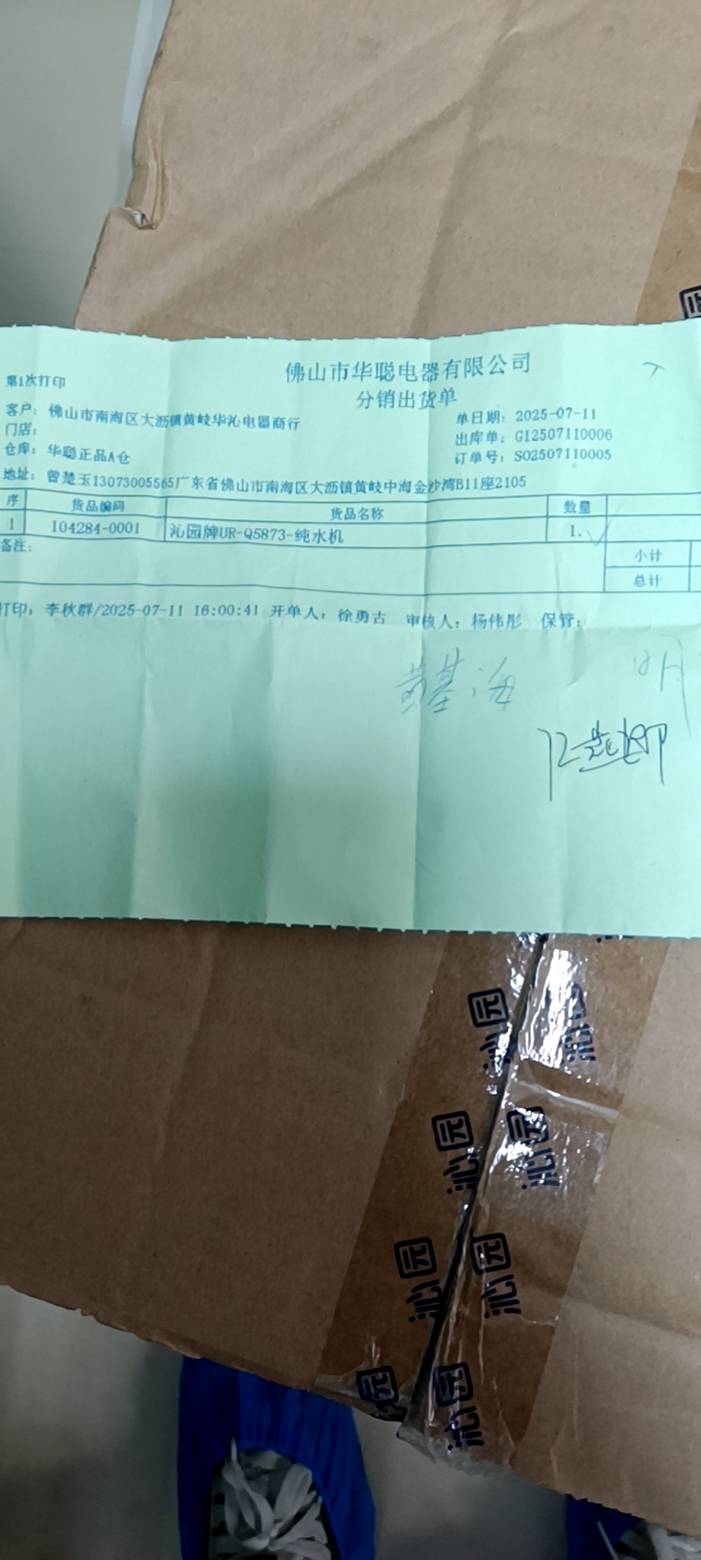 佛山市华聪电器有限公司
第1次打印
分销出货单
客户：佛山市南海区大沥镇黄岐华沁电器商行
单日期：2025-07-11
门店：
出库单：GI2507110006
仓库：华聪正品A仓
订单号：SO2507110005
地址：曾楚玉13073005565广东省佛山市南海区大沥镇黄岐中海金沙湾B11座2105
序 货品编码 货品名称 数量
1 104284-0001 沁园牌UR-Q5873-纯水机 1.
备注：
小计
总计
打印：李秋群/2025-07-11 16:00:41 开单人：徐勇古 审核人：杨伟彤 保管：
黄基海
沁园
沁园
沁园
沁园
沁园
沁园
沁园
沁园